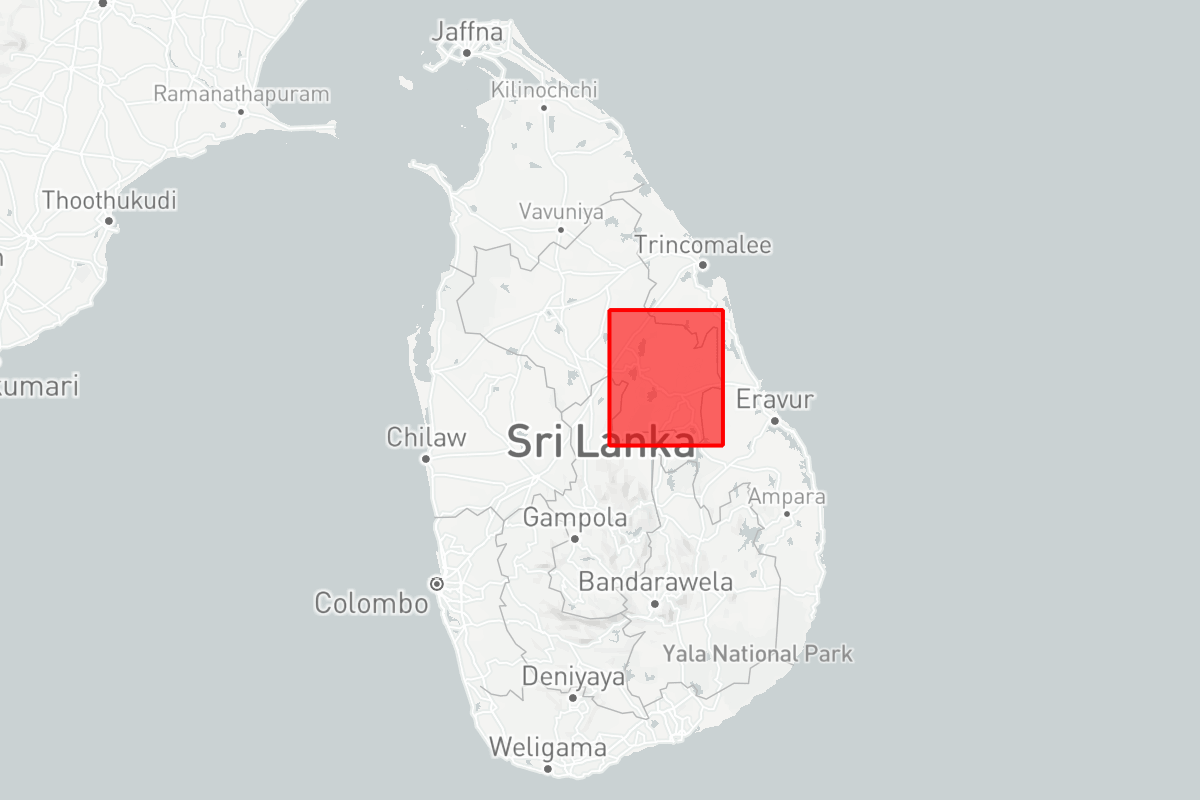 Jaffna
Kilinochchi
Ramanathapuram
Thoothukudi
Vavuniya
Trincomalee
kumari
Eravur
Chilaw
Sri Lanka
Ampara
Gampola
Bandarawela
Colombo
Yala National Park
Deniyaya
Weligama